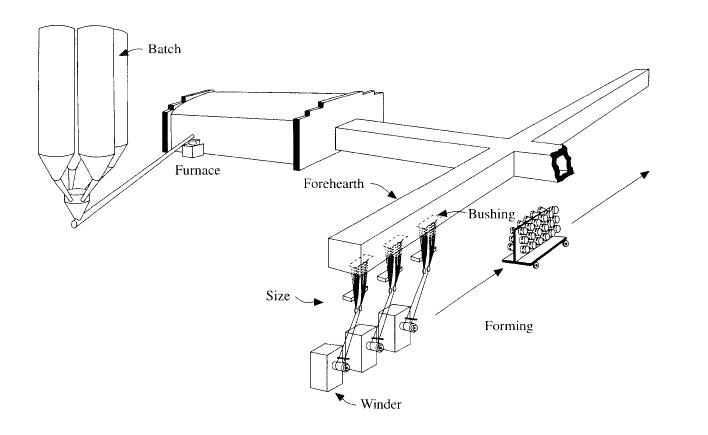 Batch
Furnace
Forehearth
Bushing
Size
Forming
Winder